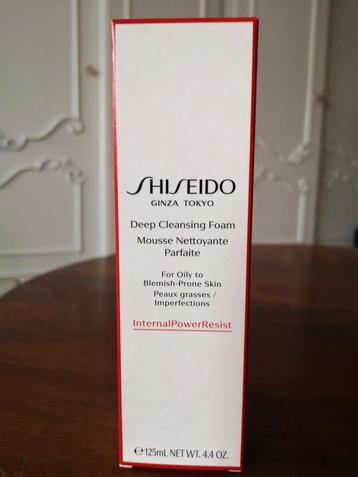 SHISEIDO
GINZA TOKYO
Deep Cleansing Foam
Mousse Nettoyante
Parfaite
For Oily to
Blemish-Prone Skin
Peaux grasses /
Imperfections
InternalPowerResist
℮125mL NET WT. 4.4 OZ.